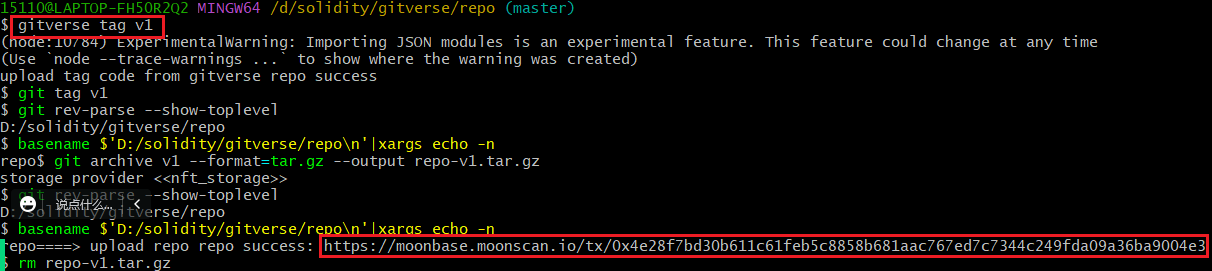 15110@LAPTOP-FH50R2Q2 MINGW64 /d/solidity/gitverse/repo (master)
$ gitverse tag v1
(node:10784) ExperimentalWarning: Importing JSON modules is an experimental feature. This feature could change at any time
(Use `node --trace-warnings ...` to show where the warning was created)
upload tag code from gitverse repo success
$ git tag v1
$ git rev-parse --show-toplevel
D:/solidity/gitverse/repo
$ basename $'D:/solidity/gitverse/repo\n'|xargs echo -n
repo$ git archive v1 --format=tar.gz --output repo-v1.tar.gz
storage provider <<nft_storage>>
$ git rev-parse --show-toplevel
说点什么...
D:/solidity/gitverse/repo
$ basename $'D:/solidity/gitverse/repo\n'|xargs echo -n
repo====> upload repo repo success: https://moonbase.moonscan.io/tx/0x4e28f7bd30b611c61feb5c8858b681aac767ed7c7344c249fda09a36ba9004e3
$ rm repo-v1.tar.gz